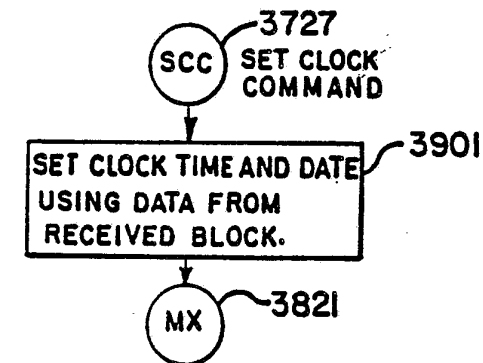 3727
SCC SET CLOCK
COMMAND
3901
SET CLOCK TIME AND DATE
USING DATA FROM
RECEIVED BLOCK.
MX 3821